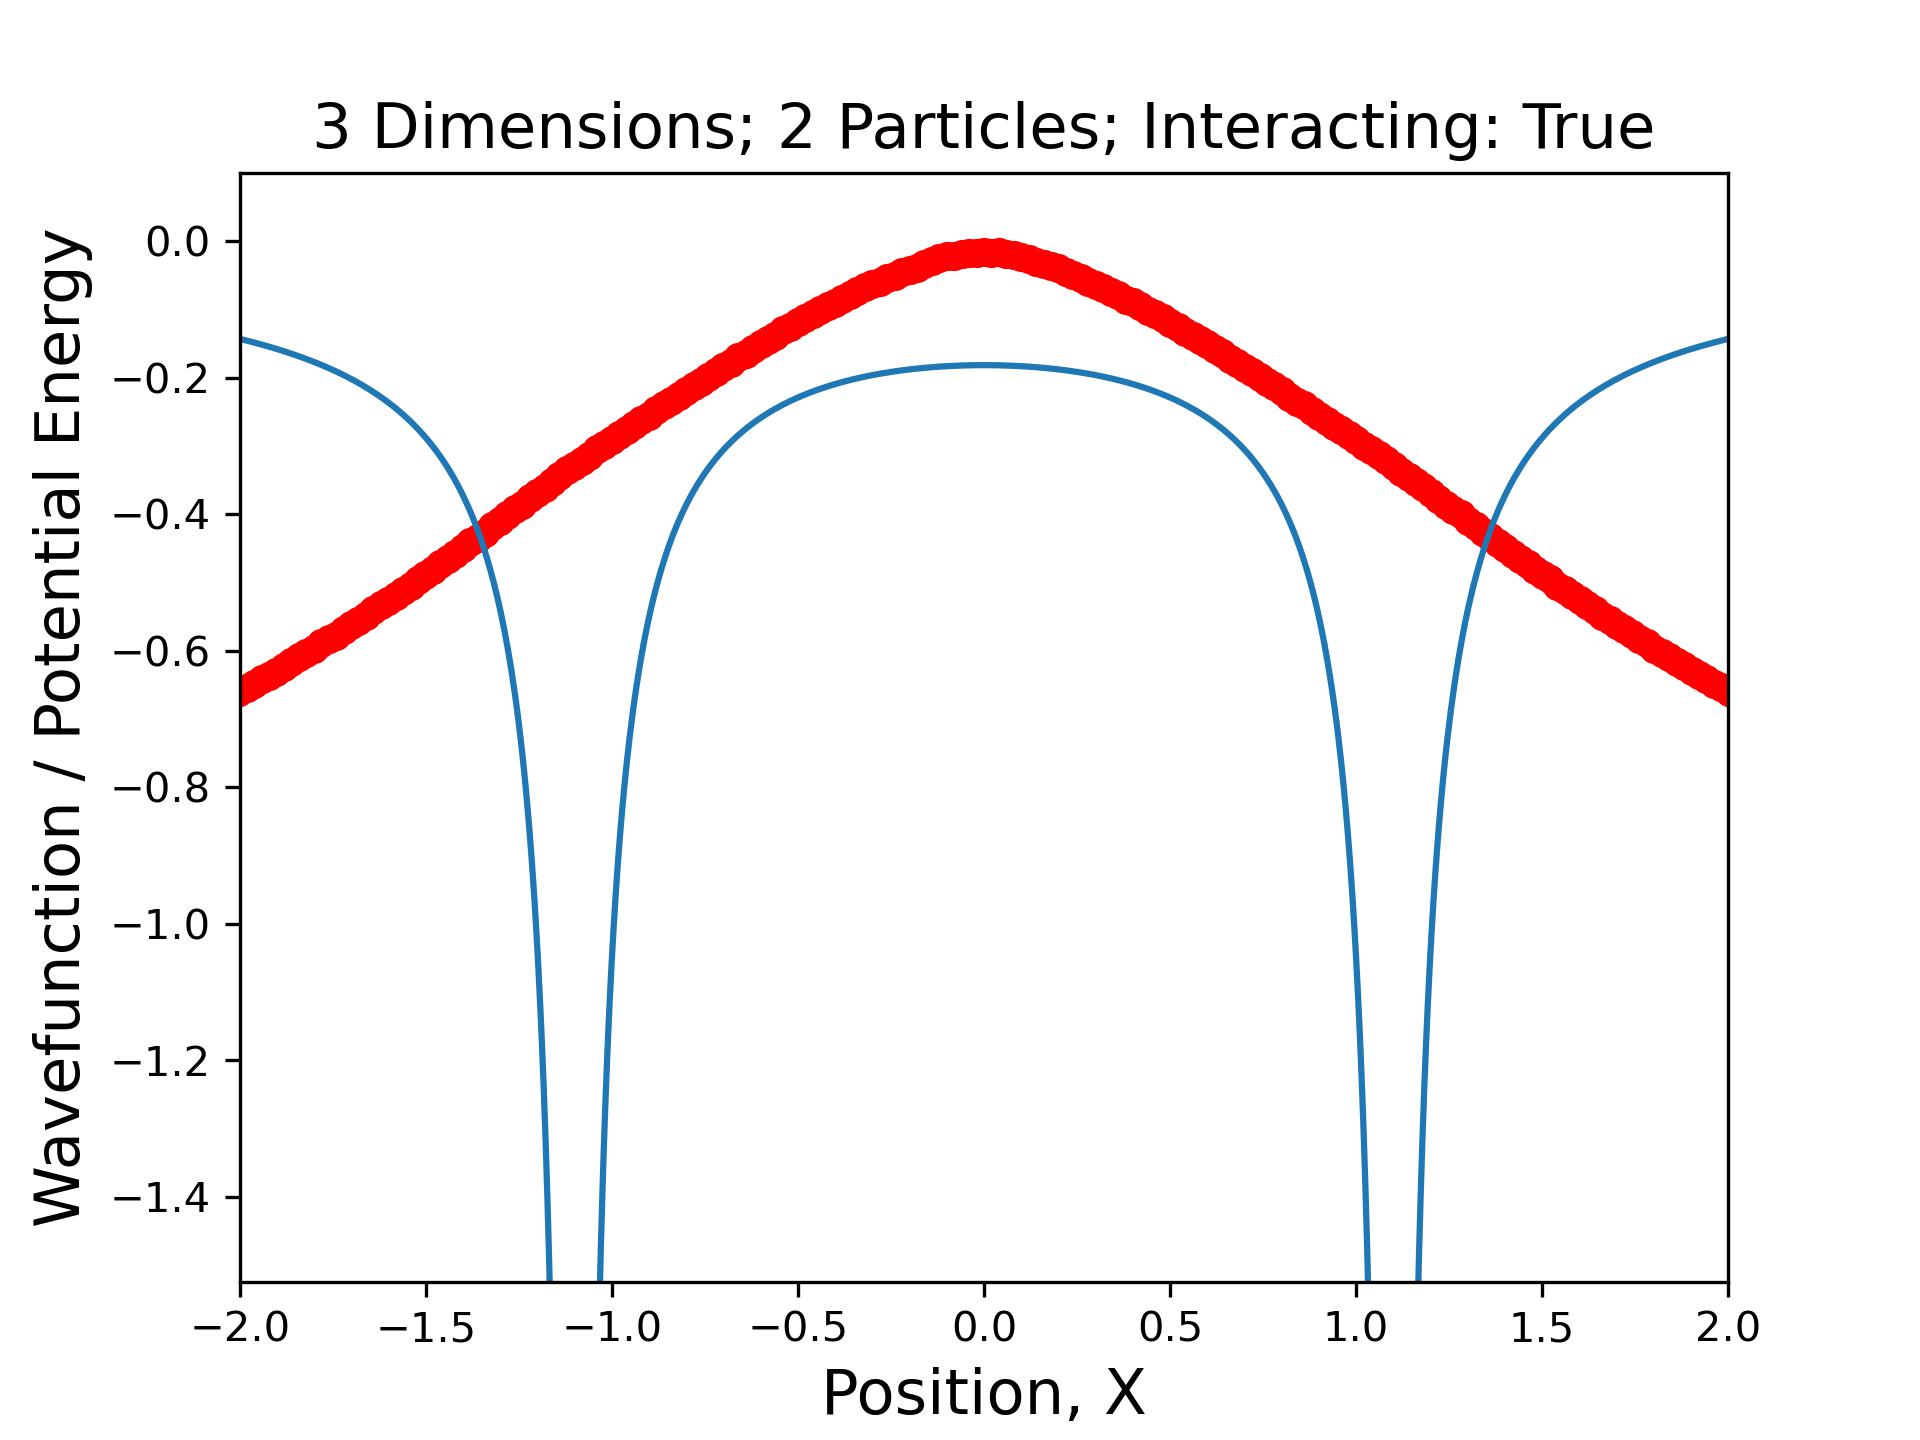 3 Dimensions; 2 Particles; Interacting: True
Wavefunction / Potential Energy
0.0
−0.2
−0.4
−0.6
−0.8
−1.0
−1.2
−1.4
−2.0 −1.5 −1.0 −0.5 0.0 0.5 1.0 1.5 2.0
Position, X